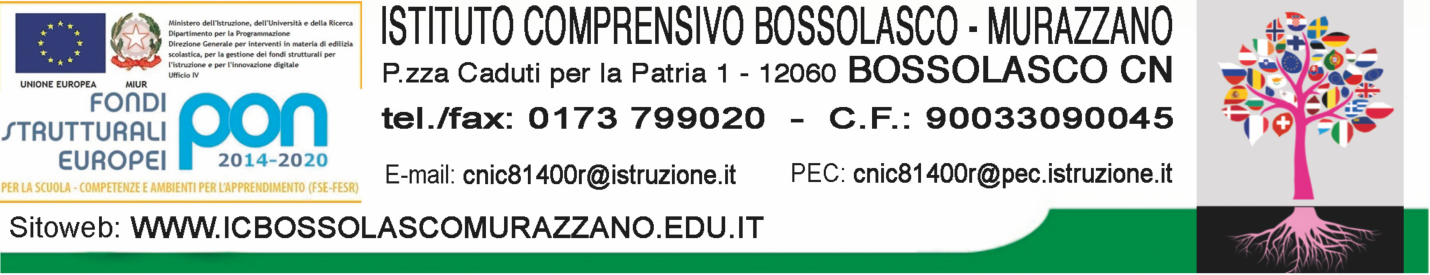 Ministero dell'Istruzione, dell'Università e della Ricerca
Dipartimento per la Programmazione
Direzione Generale per interventi in materia di edilizia
scolastica, per la gestione dei fondi strutturali per
l'istruzione e per l'innovazione digitale
Ufficio IV
UNIONE EUROPEA
MIUR
FONDI
STRUTTURALI
EUROPEI
pon
2014-2020
PER LA SCUOLA - COMPETENZE E AMBIENTI PER L'APPRENDIMENTO (FSE-FESR)
ISTITUTO COMPRENSIVO BOSSOLASCO - MURAZZANO
P.zza Caduti per la Patria 1 - 12060 BOSSOLASCO CN
tel./fax: 0173 799020 - C.F.: 90033090045
E-mail: cnic81400r@istruzione.it PEC: cnic81400r@pec.istruzione.it
Sitoweb: WWW.ICBOSSOLASCOMURAZZANO.EDU.IT